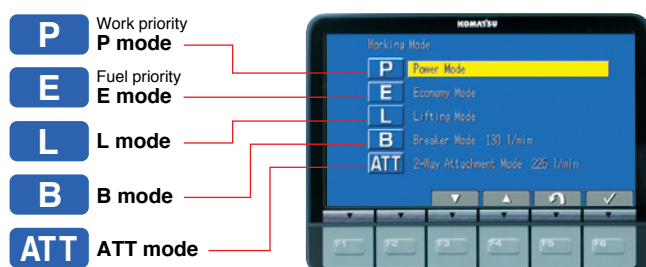 P
Work priority
P mode
E
Fuel priority
E mode
L
L mode
B
B mode
ATT
ATT mode
KOMATSU
Working Mode
P Power Mode
E Economy Mode
L Lifting Mode
B Breaker Mode 130 l/min
ATT 2-Way Attachment Mode 225 l/min
F1 F2 F3 F4 F5 F6